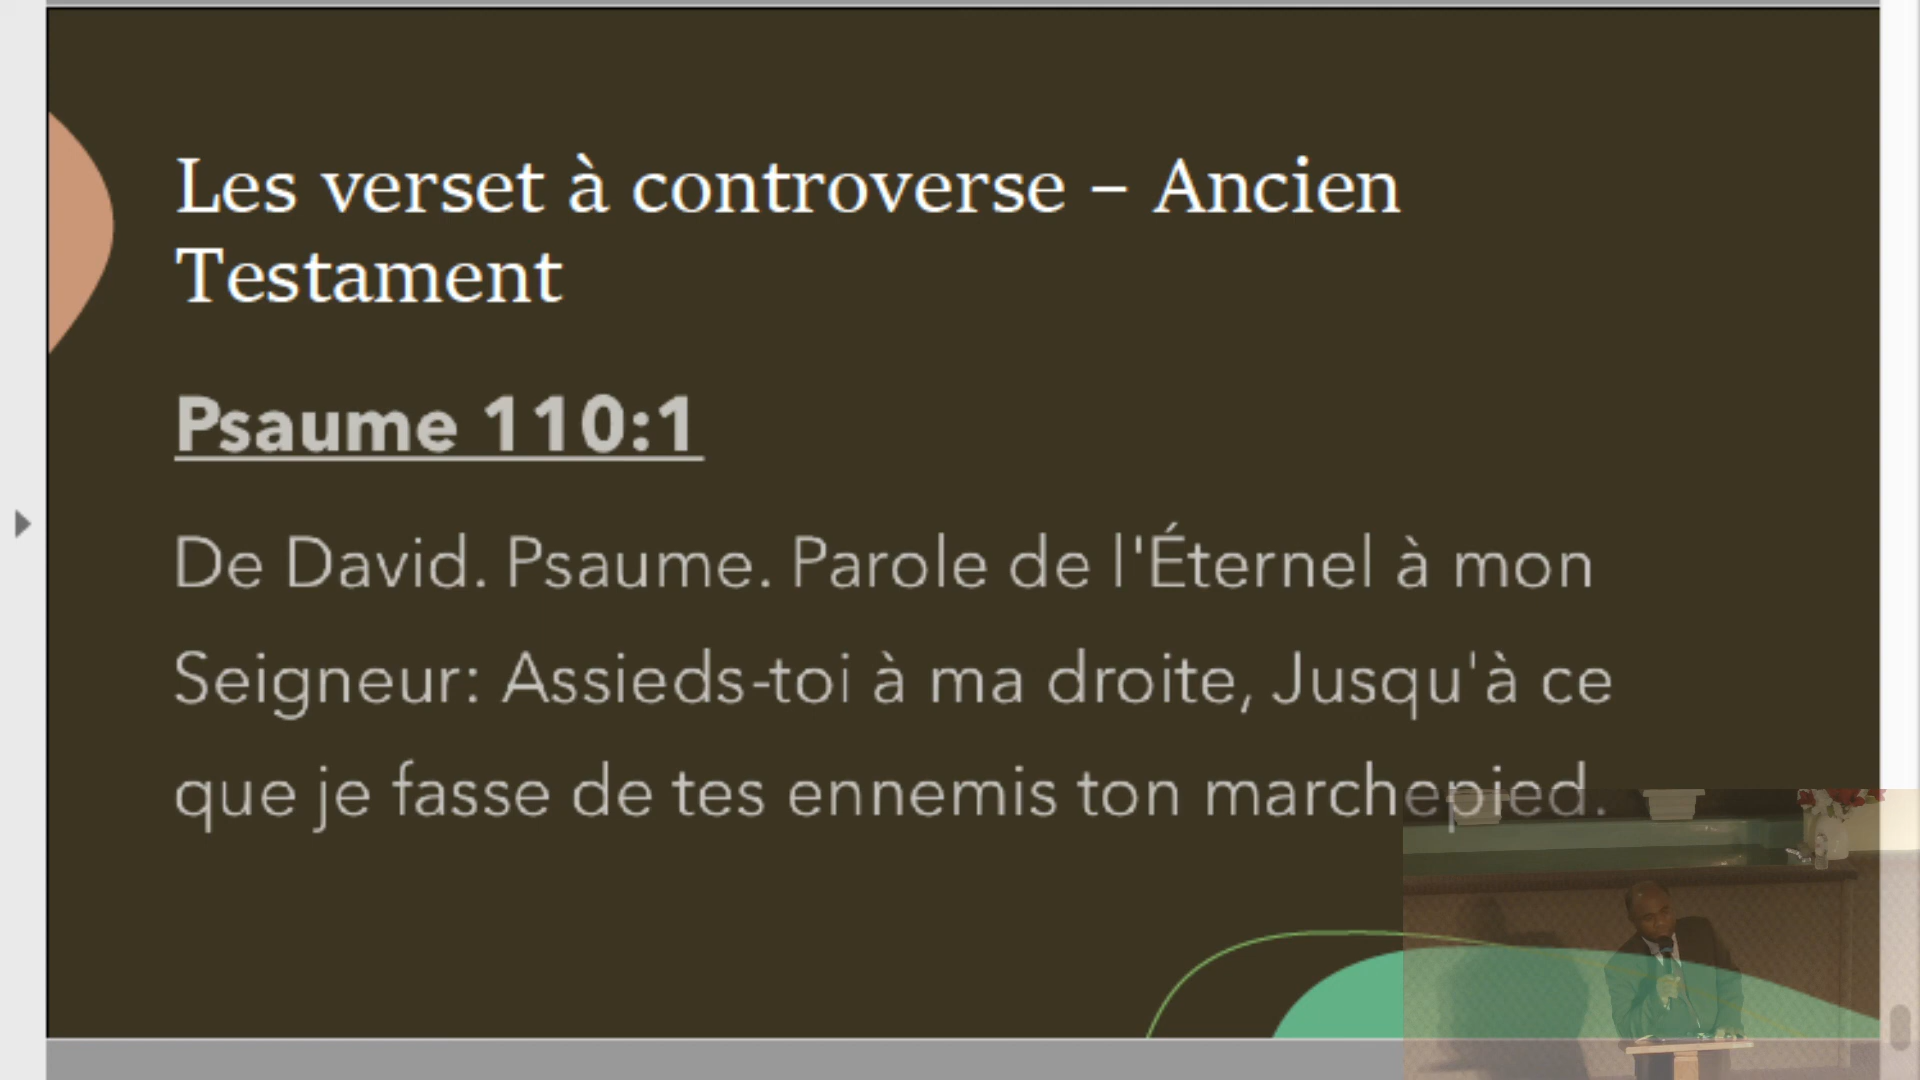 Les verset à controverse – Ancien
Testament
Psaume 110:1
De David. Psaume. Parole de l'Éternel à mon
Seigneur: Assieds-toi à ma droite, Jusqu'à ce
que je fasse de tes ennemis ton marchepied.